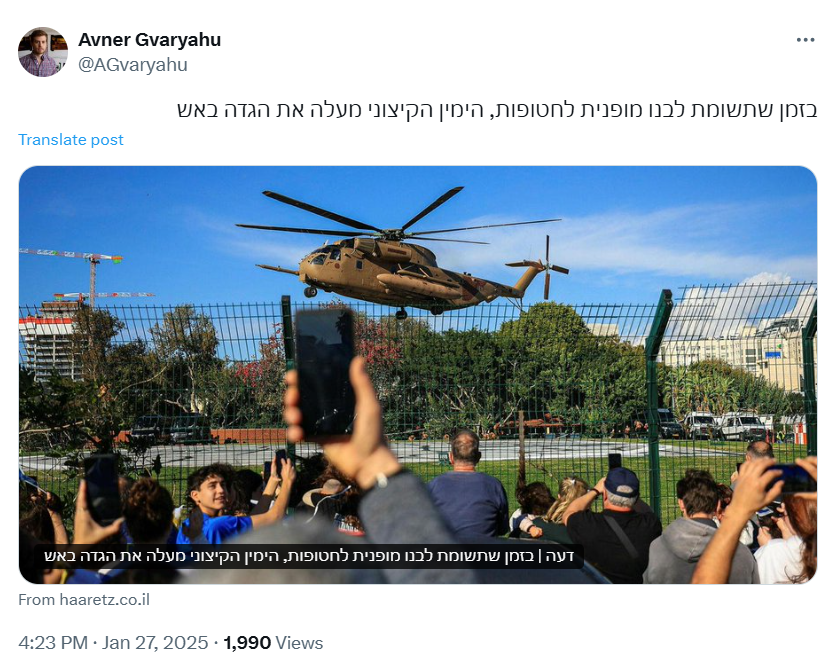 Avner Gvaryahu
@AGvaryahu
בזמן שתשומת לבנו מופנית לחטופות, הימין הקיצוני מעלה את הגדה באש
Translate post
דעה | בזמן שתשומת לבנו מופנית לחטופות, הימין הקיצוני מעלה את הגדה באש
From haaretz.co.il
4:23 PM · Jan 27, 2025 · 1,990 Views